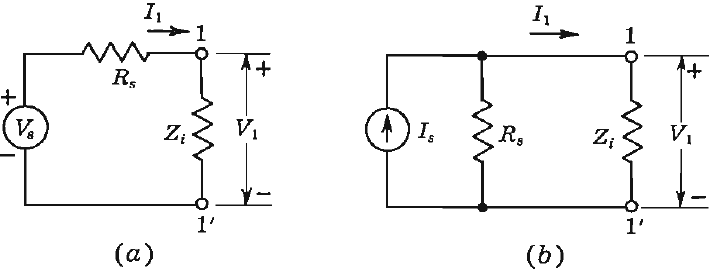 I₁
1
Rₛ
+
+
Vₛ
Zᵢ
V₁
−
−
1′
(a)
I₁
1
+
Iₛ
Rₛ
Zᵢ
V₁
−
1′
(b)